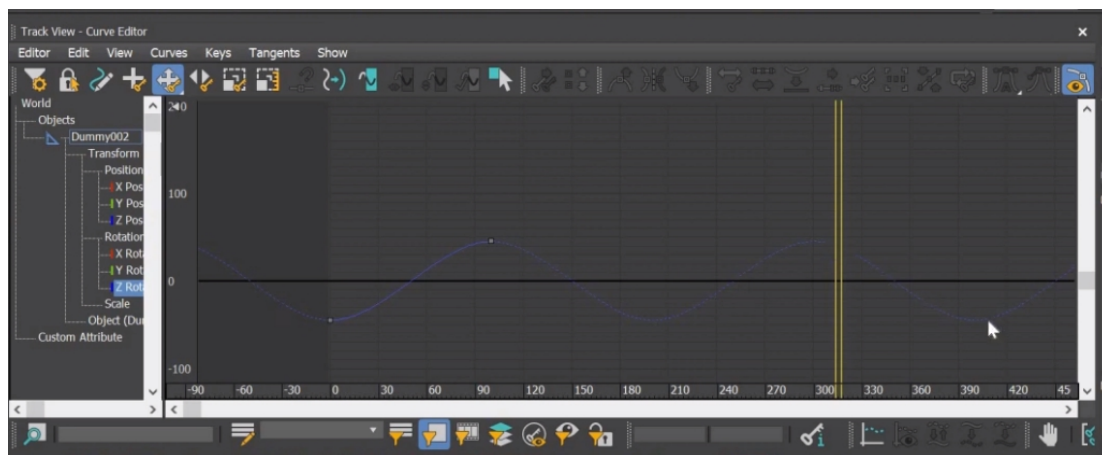 Track View - Curve Editor
Editor Edit View Curves Keys Tangents Show
World
Objects
Dummy002
Transform
Position
X Pos
Y Pos
Z Pos
Rotation
X Rot
Y Rot
Z Rot
Scale
Object (Du
Custom Attribute
100
0
-100
-90 -60 -30 0 30 60 90 120 150 180 210 240 270 300 330 360 390 420 45